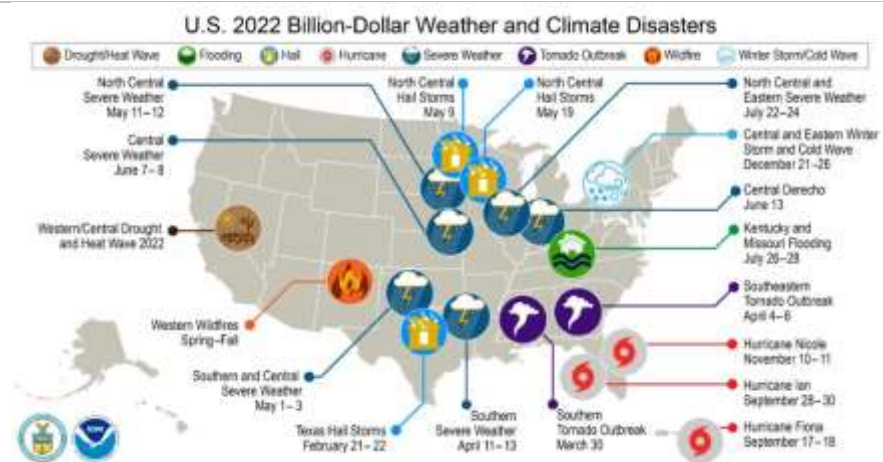 U.S. 2022 Billion-Dollar Weather and Climate Disasters
Drought/Heat Wave
Flooding
Hail
Hurricane
Severe Weather
Tornado Outbreak
Wildfire
Winter Storm/Cold Wave
North Central
Severe Weather
May 11–12
North Central
Hail Storms
May 9
North Central
Hail Storms
May 19
North Central and
Eastern Severe Weather
July 22–24
Central
Severe Weather
June 7–8
Central and Eastern Winter
Storm and Cold Wave
December 21–26
Central Derecho
June 13
Western/Central Drought
and Heat Wave 2022
Kentucky and
Missouri Flooding
July 26–28
Southeastern
Tornado Outbreak
April 4–6
Western Wildfires
Spring–Fall
Hurricane Nicole
November 10–11
Southern and Central
Severe Weather
May 1–3
Hurricane Ian
September 28–30
Texas Hail Storms
February 21–22
Southern
Severe Weather
April 11–13
Southern
Tornado Outbreak
March 30
Hurricane Fiona
September 17–18